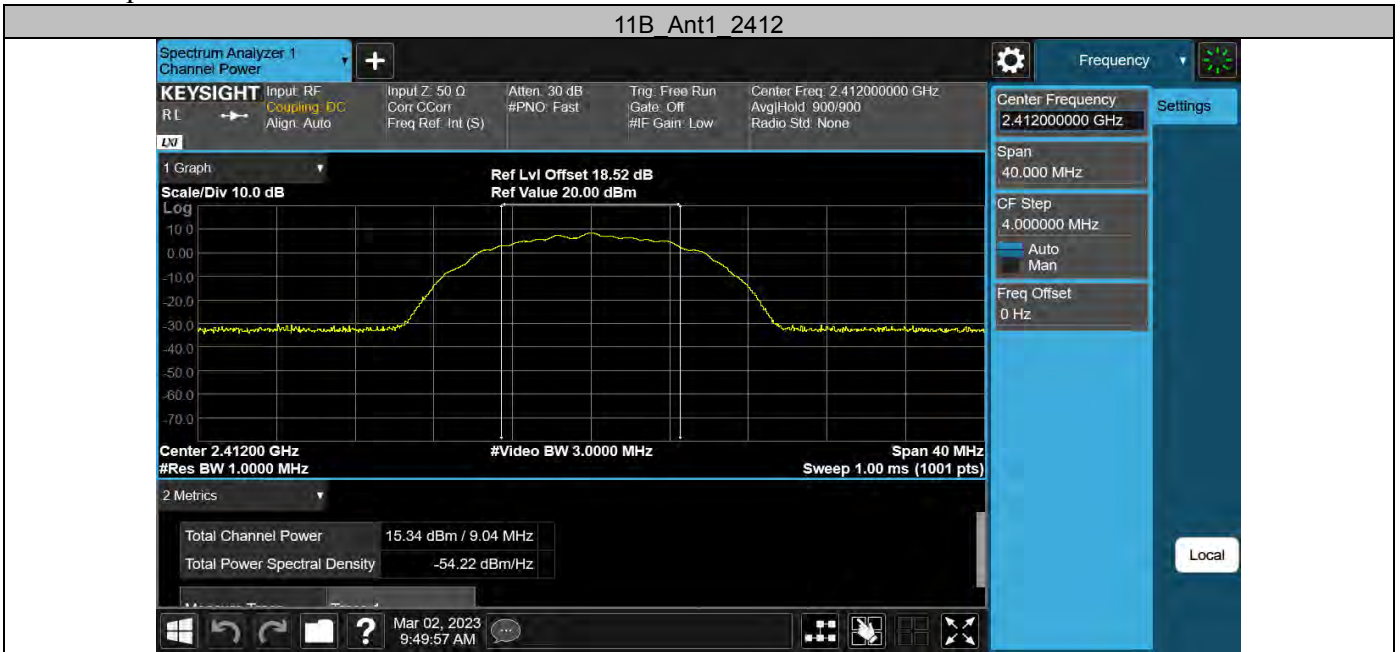 11B_Ant1_2412
Spectrum Analyzer 1
Channel Power
Frequency
KEYSIGHT
RL
LXI
Input: RF
Coupling: DC
Align: Auto
Input Z: 50 Ω
Corr CCorr
Freq Ref: Int (S)
Atten: 30 dB
#PNO: Fast
Trig: Free Run
Gate: Off
#IF Gain: Low
Center Freq: 2.412000000 GHz
Avg|Hold: 900/900
Radio Std: None
Center Frequency
2.412000000 GHz
Settings
Span
40.000 MHz
CF Step
4.000000 MHz
Auto
Man
Freq Offset
0 Hz
1 Graph
Scale/Div 10.0 dB
Ref Lvl Offset 18.52 dB
Ref Value 20.00 dBm
Log
10.0
0.00
-10.0
-20.0
-30.0
-40.0
-50.0
-60.0
-70.0
Center 2.41200 GHz
#Video BW 3.0000 MHz
Span 40 MHz
#Res BW 1.0000 MHz
Sweep 1.00 ms (1001 pts)
2 Metrics
Total Channel Power 15.34 dBm / 9.04 MHz
Total Power Spectral Density -54.22 dBm/Hz
Local
?
Mar 02, 2023
9:49:57 AM